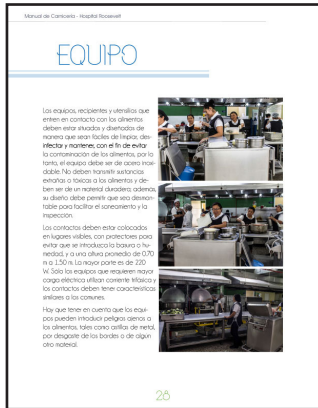 Manual de Carnicería - Hospital Roosevelt
EQUIPO
Los equipos, recipientes y utensilios que
entren en contacto con los alimentos
deben estar situados y diseñados de
manera que sean fáciles de limpiar, des-
infectar y mantener, con el fin de evitar
la contaminación de los alimentos, por lo
tanto, el equipo debe ser de acero inoxi-
dable. No deben transmitir sustancias
extrañas o tóxicas a los alimentos y de-
ben ser de un material duradero; además,
su diseño debe permitir que sea desmon-
table para facilitar el saneamiento y la
inspección.
Los contactos deben estar colocados
en lugares visibles, con protectores para
evitar que se introduzca la basura o hu-
medad, y a una altura promedio de 0.70
m a 1.50 m. La mayor parte es de 220
W. Sólo los equipos que requieren mayor
carga eléctrica utilizan corriente trifásica y
los contactos deben tener características
similares a los comunes.
Hay que tener en cuenta que los equi-
pos pueden introducir peligros ajenos a
los alimentos, tales como astillas de metal,
por desgaste de los bordes o de algún
otro material.
28